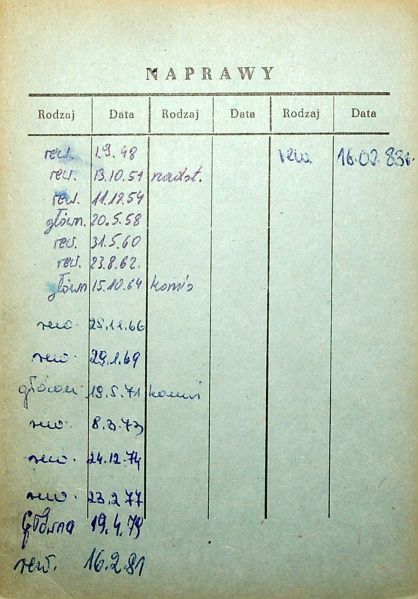 NAPRAWY
Rodzaj Data Rodzaj Data Rodzaj Data
rew. 1.9.48 rew. 16.02.83r.
rew. 13.10.51 nadst.
rew. 11.12.54
główn. 20.5.58
rew. 31.5.60
rew. 23.8.62.
główn 15.10.64 komis
rew. 25.11.66
rew. 29.1.69
główn. 19.5.71 komis
rew. 8.3.73
rew. 24.12.74
rew. 23.2.77
Główna 19.4.79
rew. 16.2.81